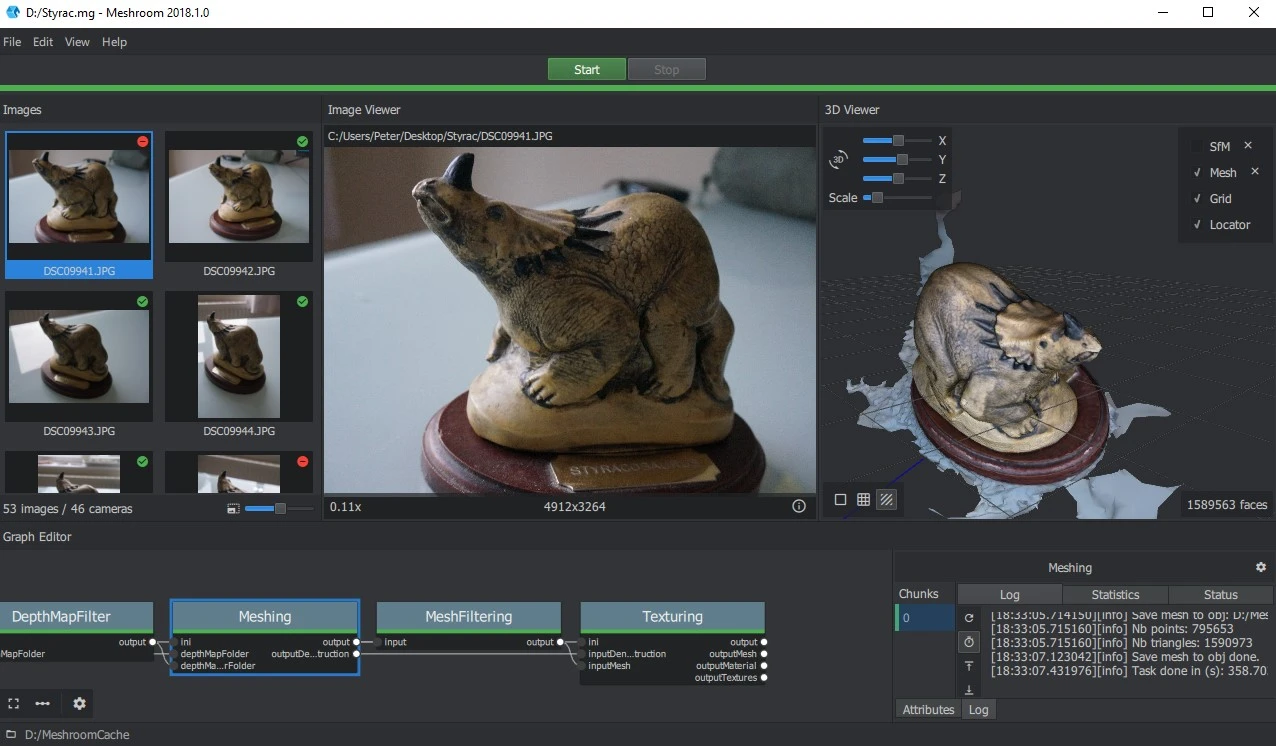 D:/Styrac.mg - Meshroom 2018.1.0
File Edit View Help
Start Stop
Images
DSC09941.JPG
DSC09942.JPG
DSC09943.JPG
DSC09944.JPG
53 images / 46 cameras
Image Viewer
C:/Users/Peter/Desktop/Styrac/DSC09941.JPG
0.11x
4912x3264
3D Viewer
3D
X
Y
Z
Scale
SfM
Mesh
Grid
Locator
1589563 faces
Graph Editor
DepthMapFilter
output
MapFolder
Meshing
ini
output
depthMapFolder
outputDe...truction
depthMa...rFolder
MeshFiltering
input
output
Texturing
ini
output
inputDen...truction
outputMesh
inputMesh
outputMaterial
outputTextures
Meshing
Chunks
0
Log Statistics Status
[18:33:05.714150][info] Save mesh to obj: D:/Mes
[18:33:05.715160][info] Nb points: 795653
[18:33:05.715160][info] Nb triangles: 1590973
[18:33:07.123042][info] Save mesh to obj done.
[18:33:07.431976][info] Task done in (s): 358.70
Attributes Log
D:/MeshroomCache